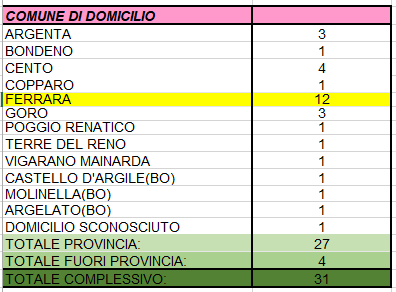 COMUNE DI DOMICILIO
ARGENTA 3
BONDENO 1
CENTO 4
COPPARO 1
FERRARA 12
GORO 3
POGGIO RENATICO 1
TERRE DEL RENO 1
VIGARANO MAINARDA 1
CASTELLO D'ARGILE(BO) 1
MOLINELLA(BO) 1
ARGELATO(BO) 1
DOMICILIO SCONOSCIUTO 1
TOTALE PROVINCIA: 27
TOTALE FUORI PROVINCIA: 4
TOTALE COMPLESSIVO: 31